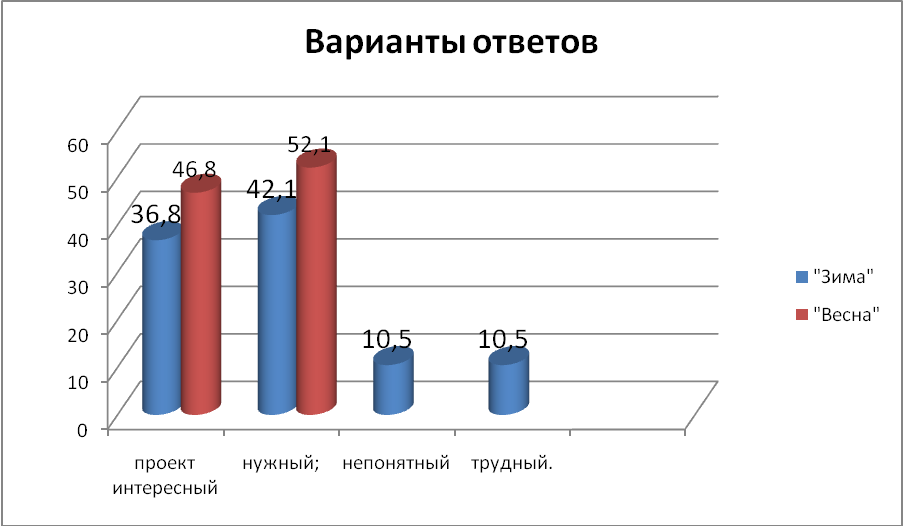 Варианты ответов
60
50
40
30
20
10
0
36,8
46,8
42,1
52,1
10,5
10,5
проект
интересный
нужный;
непонятный
трудный.
"Зима"
"Весна"